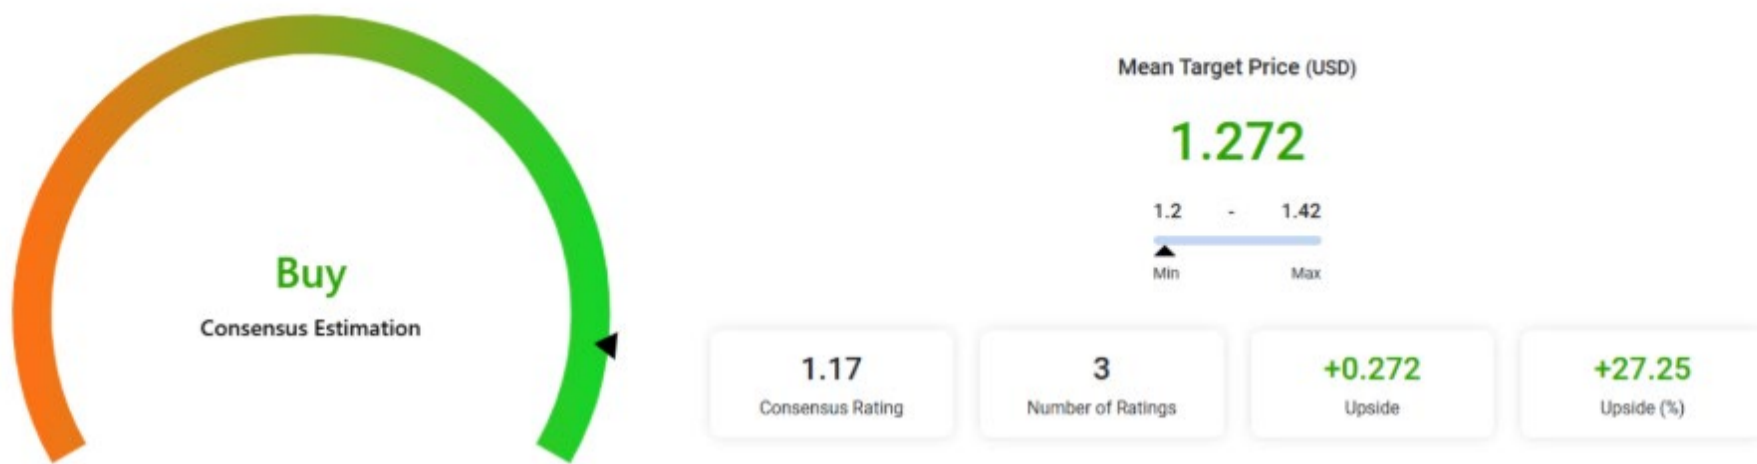 Buy
Consensus Estimation
Mean Target Price (USD)
1.272
1.2 - 1.42
Min Max
1.17
Consensus Rating
3
Number of Ratings
+0.272
Upside
+27.25
Upside (%)